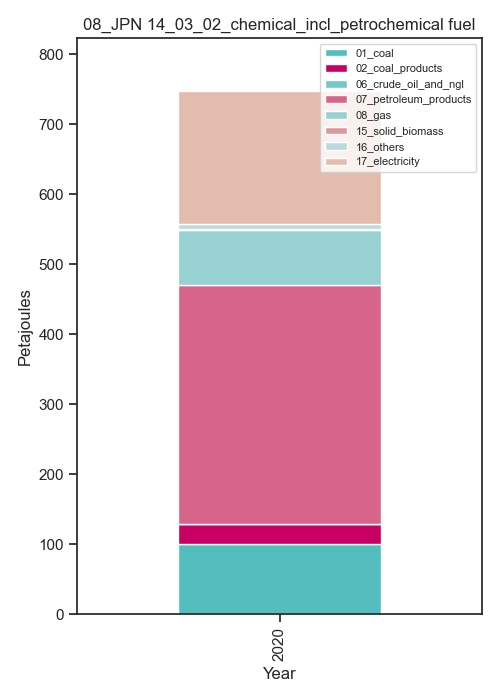 08_JPN 14_03_02_chemical_incl_petrochemical fuel
01_coal
02_coal_products
06_crude_oil_and_ngl
07_petroleum_products
08_gas
15_solid_biomass
16_others
17_electricity
800
700
600
500
400
300
200
100
0
Petajoules
2020
Year